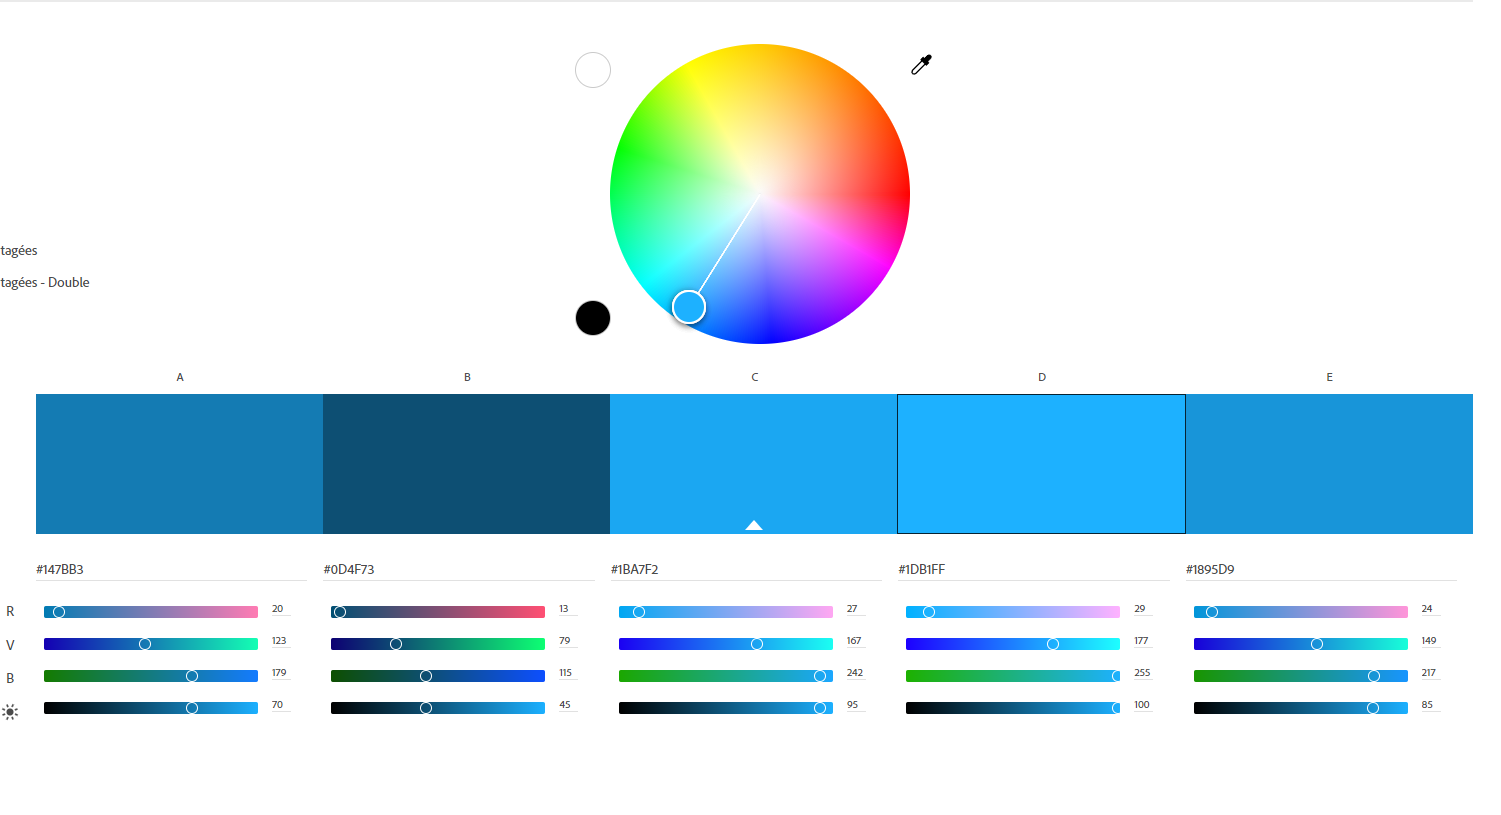 tagées
tagées - Double
A B C D E
#147BB3 #0D4F73 #1BA7F2 #1DB1FF #1895D9
R 20 13 27 29 24
V 123 79 167 177 149
B 179 115 242 255 217
70 45 95 100 85